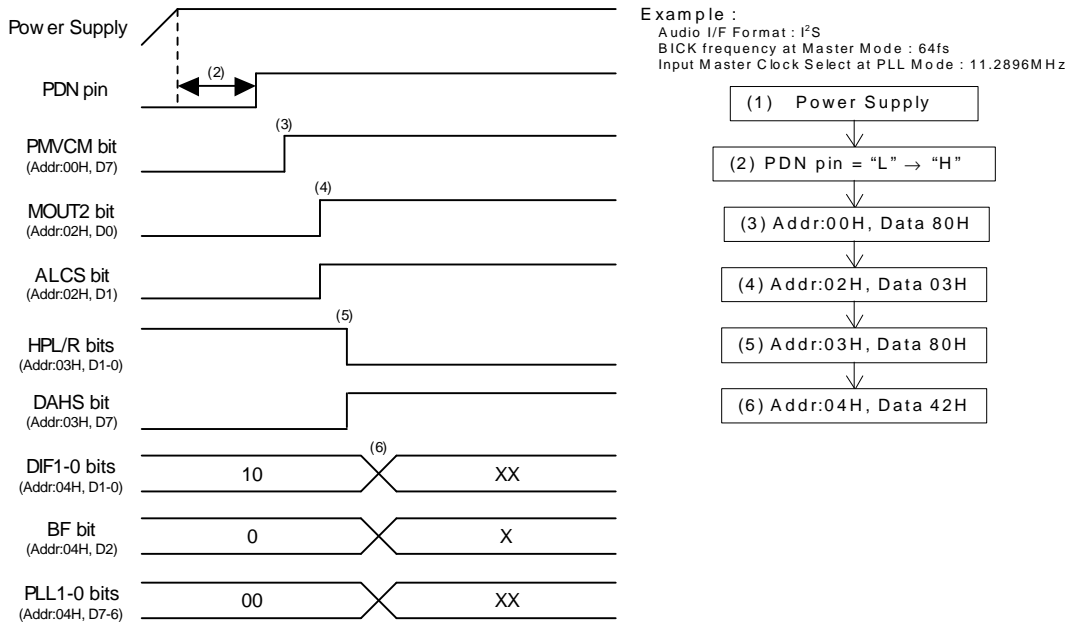 Power Supply
PDN pin
(2)
PMVCM bit
(Addr:00H, D7)
(3)
MOUT2 bit
(Addr:02H, D0)
(4)
ALCS bit
(Addr:02H, D1)
HPL/R bits
(Addr:03H, D1-0)
(5)
DAHS bit
(Addr:03H, D7)
DIF1-0 bits
(Addr:04H, D1-0)
10
(6)
XX
BF bit
(Addr:04H, D2)
0
X
PLL1-0 bits
(Addr:04H, D7-6)
00
XX
Example :
Audio I/F Format : I²S
BICK frequency at Master Mode : 64fs
Input Master Clock Select at PLL Mode : 11.2896MHz
(1) Power Supply
(2) PDN pin = “L” → “H”
(3) Addr:00H, Data 80H
(4) Addr:02H, Data 03H
(5) Addr:03H, Data 80H
(6) Addr:04H, Data 42H